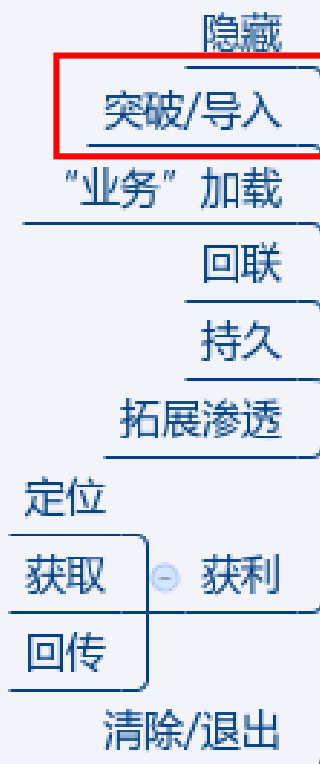 隐藏
突破/导入
“业务”加载
回联
持久
拓展渗透
定位
获取
获利
回传
清除/退出